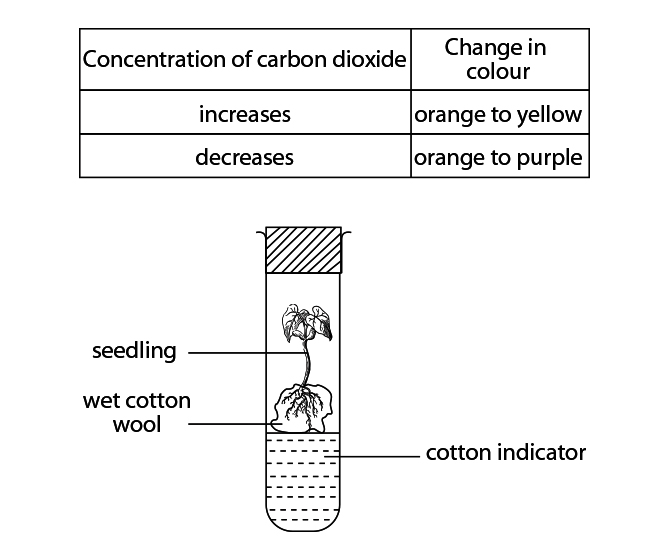 Concentration of carbon dioxide
Change in
colour
increases
orange to yellow
decreases
orange to purple
seedling
wet cotton
wool
cotton indicator